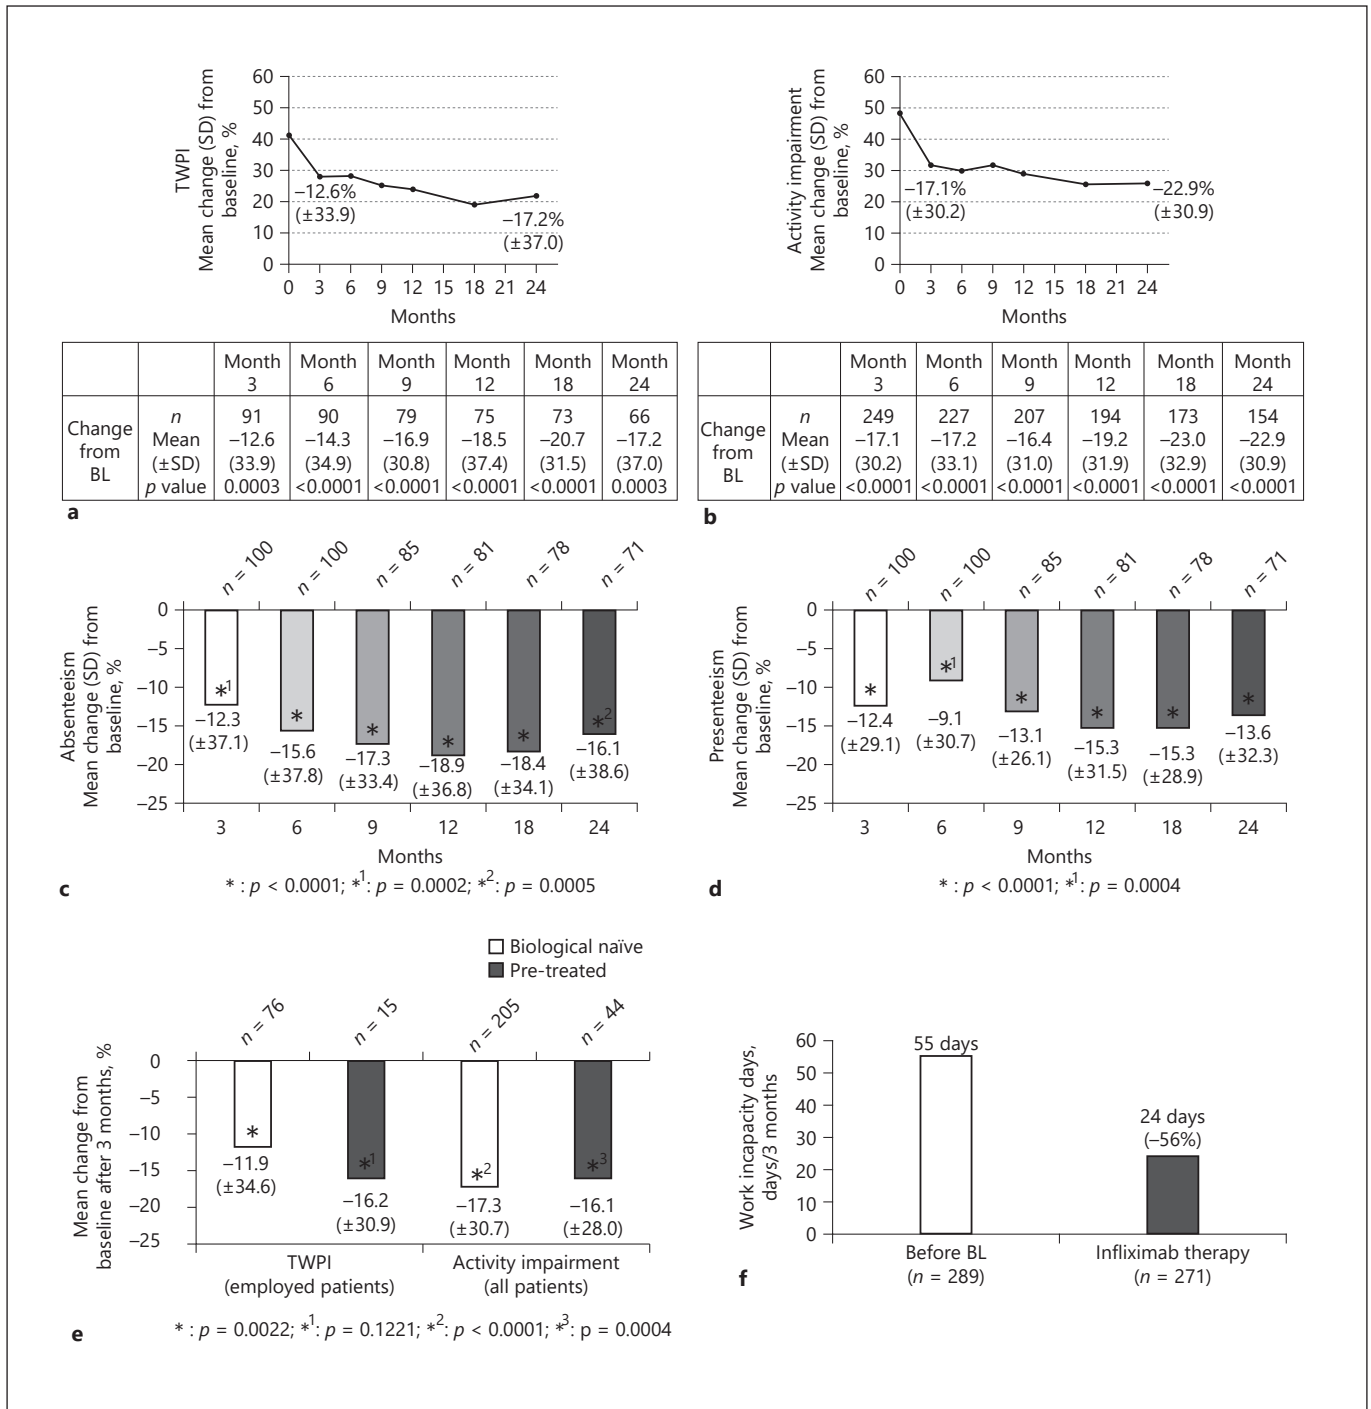 TWPI
Mean change (SD) from
baseline, %
60
50
40
30
20
10
0
–12.6%
(±33.9)
–17.2%
(±37.0)
0 3 6 9 12 15 18 21 24
Months
Activity impairment
Mean change (SD) from
baseline, %
60
50
40
30
20
10
0
–17.1%
(±30.2)
–22.9%
(±30.9)
0 3 6 9 12 15 18 21 24
Months
Month 3 Month 6 Month 9 Month 12 Month 18 Month 24
Change from BL
n 91 90 79 75 73 66
Mean –12.6 –14.3 –16.9 –18.5 –20.7 –17.2
(±SD) (33.9) (34.9) (30.8) (37.4) (31.5) (37.0)
p value 0.0003 <0.0001 <0.0001 <0.0001 <0.0001 0.0003
a
Month 3 Month 6 Month 9 Month 12 Month 18 Month 24
Change from BL
n 249 227 207 194 173 154
Mean –17.1 –17.2 –16.4 –19.2 –23.0 –22.9
(±SD) (30.2) (33.1) (31.0) (31.9) (32.9) (30.9)
p value <0.0001 <0.0001 <0.0001 <0.0001 <0.0001 <0.0001
b
n = 100 n = 100 n = 85 n = 81 n = 78 n = 71
Absenteeism
Mean change (SD) from
baseline, %
0
–5
–10
–15
–20
–25
*1 * * * * *2
–12.3
(±37.1)
–15.6
(±37.8)
–17.3
(±33.4)
–18.9
(±36.8)
–18.4
(±34.1)
–16.1
(±38.6)
3 6 9 12 18 24
Months
* : p < 0.0001; *1: p = 0.0002; *2: p = 0.0005
c
n = 100 n = 100 n = 85 n = 81 n = 78 n = 71
Presenteeism
Mean change (SD) from
baseline, %
0
–5
–10
–15
–20
–25
* *1 * * * *
–12.4
(±29.1)
–9.1
(±30.7)
–13.1
(±26.1)
–15.3
(±31.5)
–15.3
(±28.9)
–13.6
(±32.3)
3 6 9 12 18 24
Months
* : p < 0.0001; *1: p = 0.0004
d
Biological naïve
Pre-treated
n = 76 n = 15 n = 205 n = 44
Mean change from
baseline after 3 months, %
0
–5
–10
–15
–20
–25
* *1 *2 *3
–11.9
(±34.6)
–16.2
(±30.9)
–17.3
(±30.7)
–16.1
(±28.0)
TWPI
(employed patients)
Activity impairment
(all patients)
* : p = 0.0022; *1: p = 0.1221; *2: p < 0.0001; *3: p = 0.0004
e
Work incapacity days,
days/3 months
60
50
40
30
20
10
0
55 days
24 days
(–56%)
Before BL
(n = 289)
Infliximab therapy
(n = 271)
f